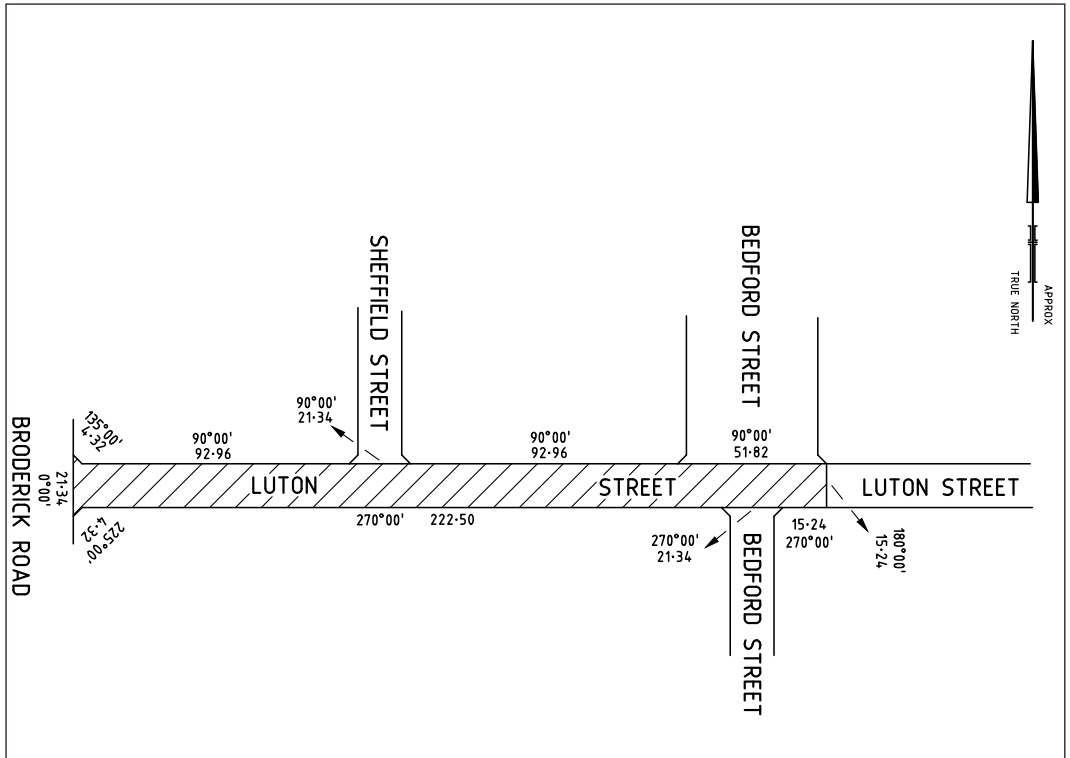 APPROX
TRUE NORTH
SHEFFIELD STREET
BEDFORD STREET
90°00'
21·34
135°00'
4·32
90°00'
92·96
90°00'
92·96
90°00'
51·82
BRODERICK ROAD
21·34
0°00'
LUTON
STREET
LUTON STREET
225°00'
4·32
270°00' 222·50
270°00'
21·34
15·24
270°00'
180°00'
15·24
BEDFORD STREET